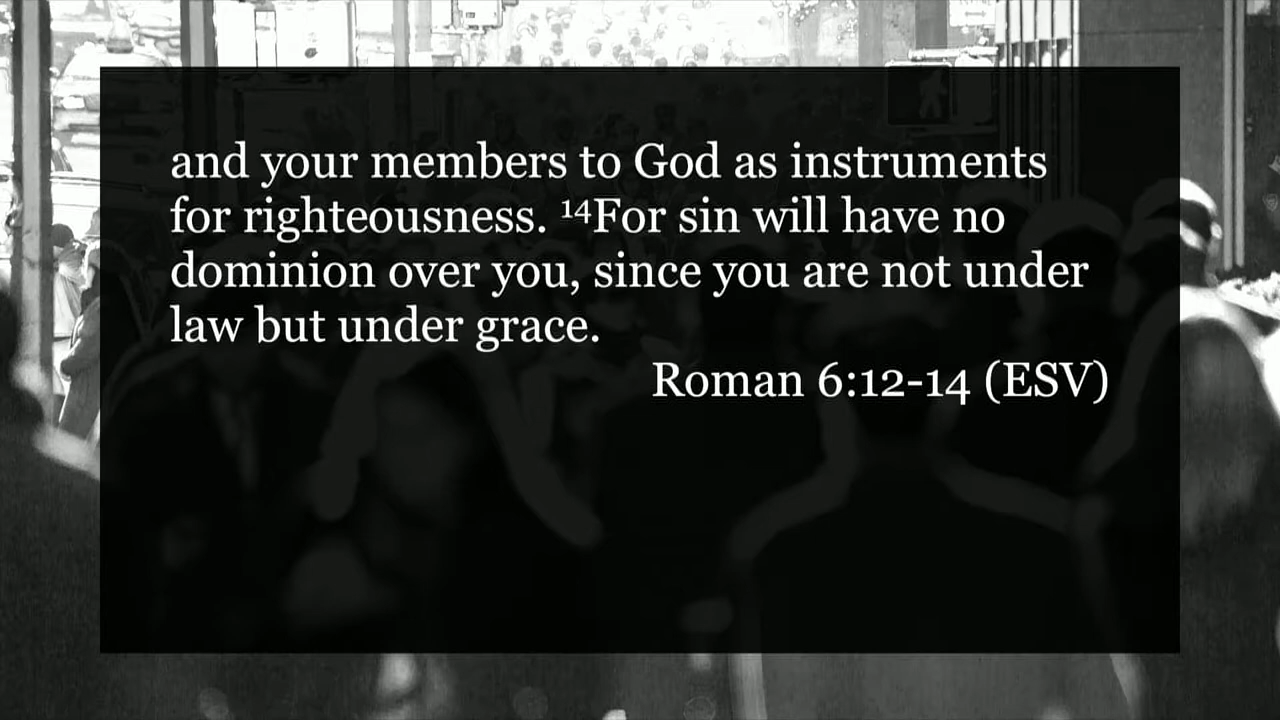 and your members to God as instruments
for righteousness. ¹⁴For sin will have no
dominion over you, since you are not under
law but under grace.
Roman 6:12-14 (ESV)